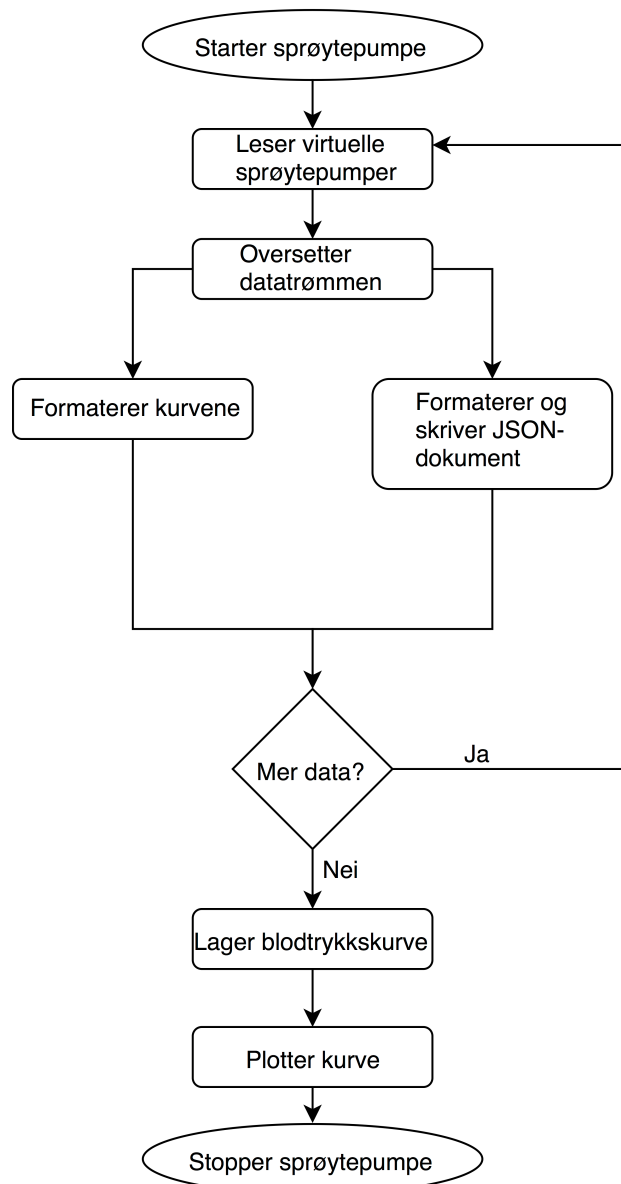 Starter sprøytepumpe
Leser virtuelle
sprøytepumper
Oversetter
datatrømmen
Formaterer kurvene
Formaterer og
skriver JSON-
dokument
Mer data?
Ja
Nei
Lager blodtrykkskurve
Plotter kurve
Stopper sprøytepumpe